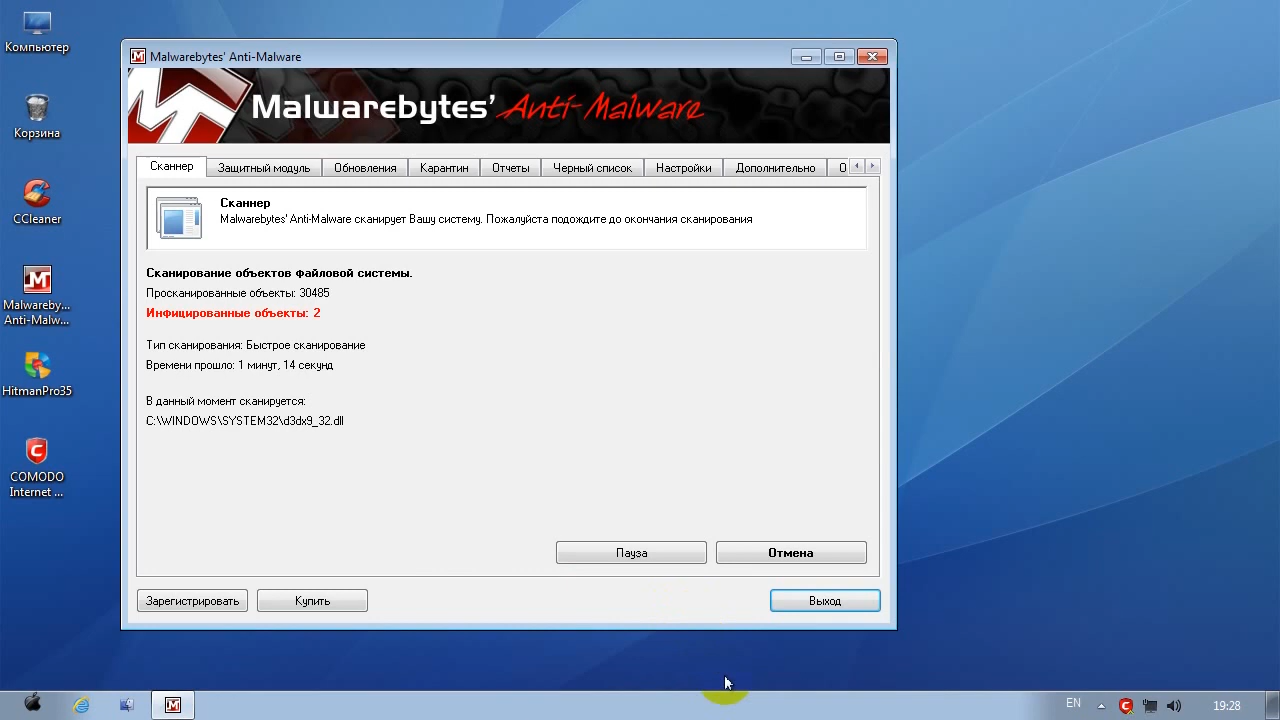 Компьютер
Корзина
CCleaner
Malwareby...
Anti-Malw...
HitmanPro35
COMODO
Internet ...
Malwarebytes' Anti-Malware
Malwarebytes' Anti-Malware
Сканнер
Защитный модуль
Обновления
Карантин
Отчеты
Черный список
Настройки
Дополнительно
О
Сканнер
Malwarebytes' Anti-Malware сканирует Вашу систему. Пожалуйста подождите до окончания сканирования
Сканирование объектов файловой системы.
Просканированные объекты: 30485
Инфицированные объекты: 2
Тип сканирования: Быстрое сканирование
Времени прошло: 1 минут, 14 секунд
В данный момент сканируется:
C:\WINDOWS\SYSTEM32\d3dx9_32.dll
Пауза
Отмена
Зарегистрировать
Купить
Выход
EN
19:28